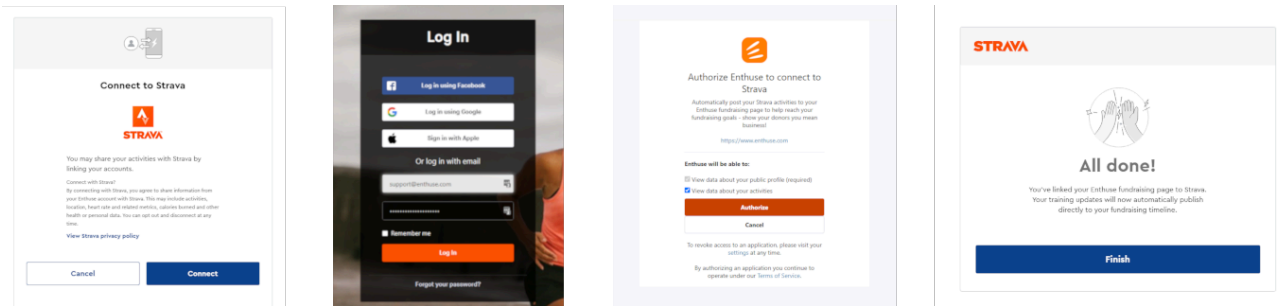 Connect to Strava
STRAVA
You may share your activities with Strava by
linking your accounts.
Connect with Strava!
By connecting with Strava, you agree to share information from
your Enthuse account with Strava. This may include activities,
location, heart rate and related metrics, calories burned and other
health or personal data. You can opt out and disconnect at any
time.
View Strava privacy policy
Cancel
Connect
Log In
Log in using Facebook
Log in using Google
Sign in with Apple
Or log in with email
support@enthuse.com
Remember me
Log In
Forgot your password?
Authorize Enthuse to connect to
Strava
Automatically post your Strava activities to your
Enthuse fundraising page to help reach your
fundraising goals - show your donors you mean
business!
https://www.enthuse.com
Enthuse will be able to:
View data about your public profile (required)
View data about your activities
Authorize
Cancel
To revoke access to an application, please visit your
settings at any time.
By authorizing an application you continue to
operate under our Terms of Service.
STRAVA
All done!
You've linked your Enthuse fundraising page to Strava.
Your training updates will now automatically publish
directly to your fundraising timeline.
Finish